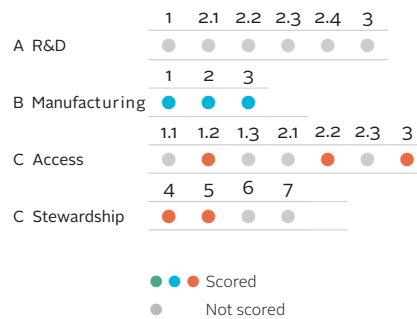 1 2.1 2.2 2.3 2.4 3
A R&D
1 2 3
B Manufacturing
1.1 1.2 1.3 2.1 2.2 2.3 3
C Access
4 5 6 7
C Stewardship
Scored
Not scored